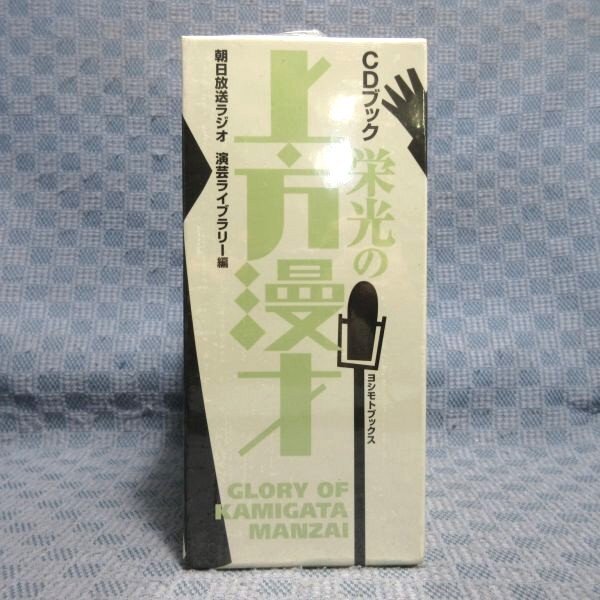 CDブック
栄光の
上方漫才
朝日放送ラジオ 演芸ライブラリー編
ヨシモトブックス
GLORY OF
KAMIGATA
MANZAI